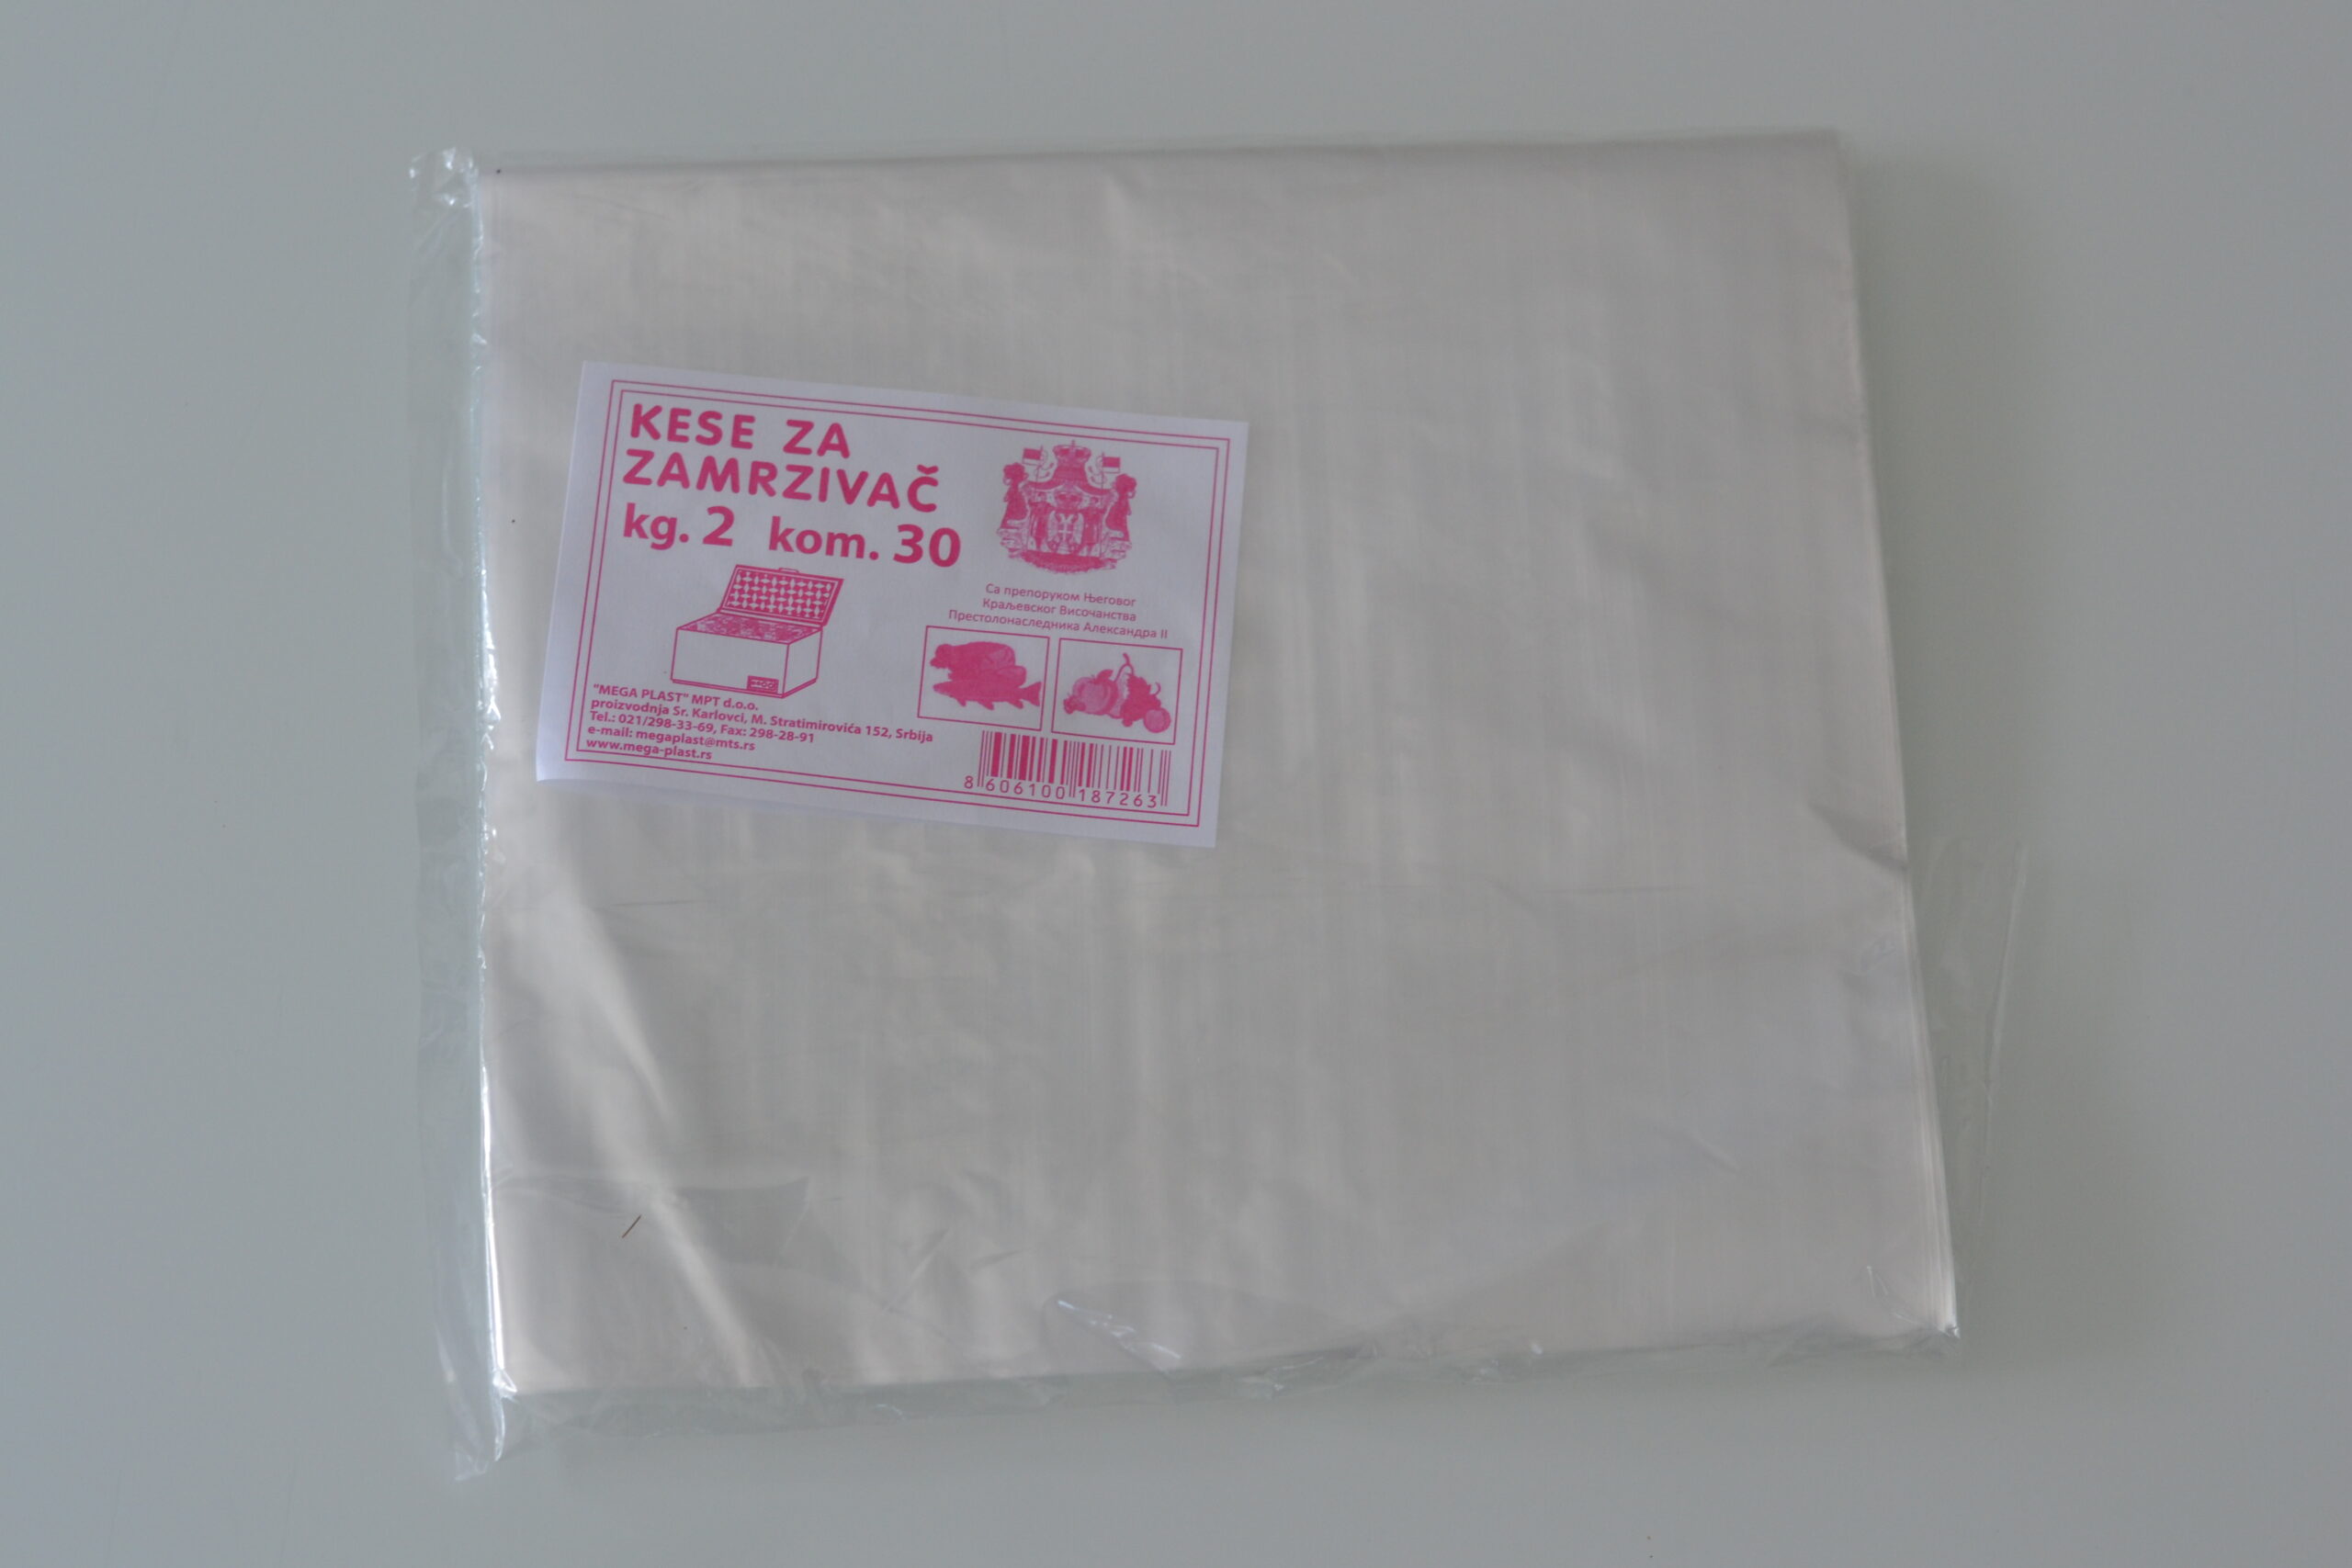 KESE ZA
ZAMRZIVAČ
kg. 2 kom. 30
Са препоруком Његовог
Краљевског Височанства
Престолонаследника Александра II
"MEGA PLAST" MPT d.o.o.
proizvodnja Sr. Karlovci, M. Stratimirovića 152, Srbija
Tel.: 021/298-33-69, Fax: 298-28-91
e-mail: megaplast@mts.rs
www.mega-plast.rs
8 606100 187263